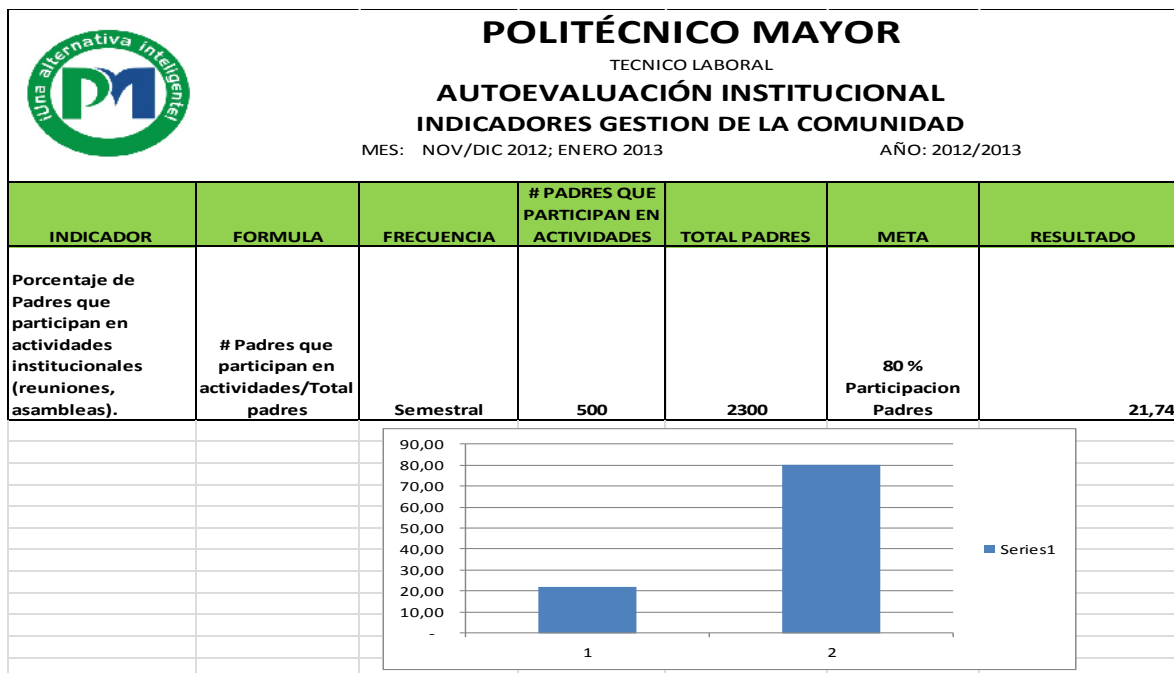 ¡Una alternativa inteligente!
PM
POLITÉCNICO MAYOR
TECNICO LABORAL
AUTOEVALUACIÓN INSTITUCIONAL
INDICADORES GESTION DE LA COMUNIDAD
MES: NOV/DIC 2012; ENERO 2013 AÑO: 2012/2013
INDICADOR
FORMULA
FRECUENCIA
# PADRES QUE
PARTICIPAN EN
ACTIVIDADES
TOTAL PADRES
META
RESULTADO
Porcentaje de
Padres que
participan en
actividades
institucionales
(reuniones,
asambleas).
# Padres que
participan en
actividades/Total
padres
Semestral
500
2300
80 %
Participacion
Padres
21,74
90,00
80,00
70,00
60,00
50,00
40,00
30,00
20,00
10,00
-
1 2
Series1